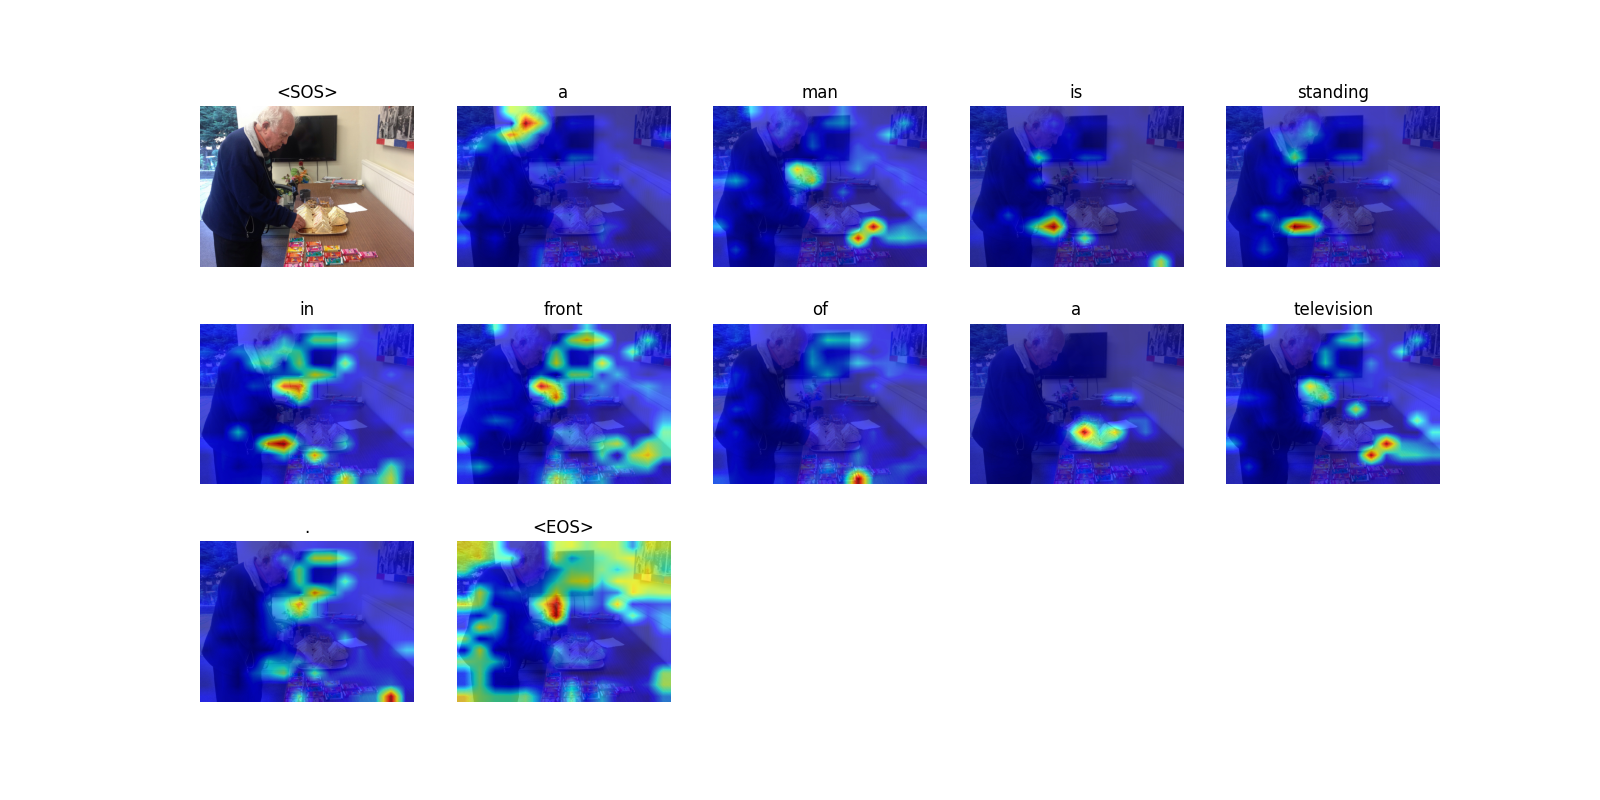 <SOS> a man is standing
in front of a television
. <EOS>